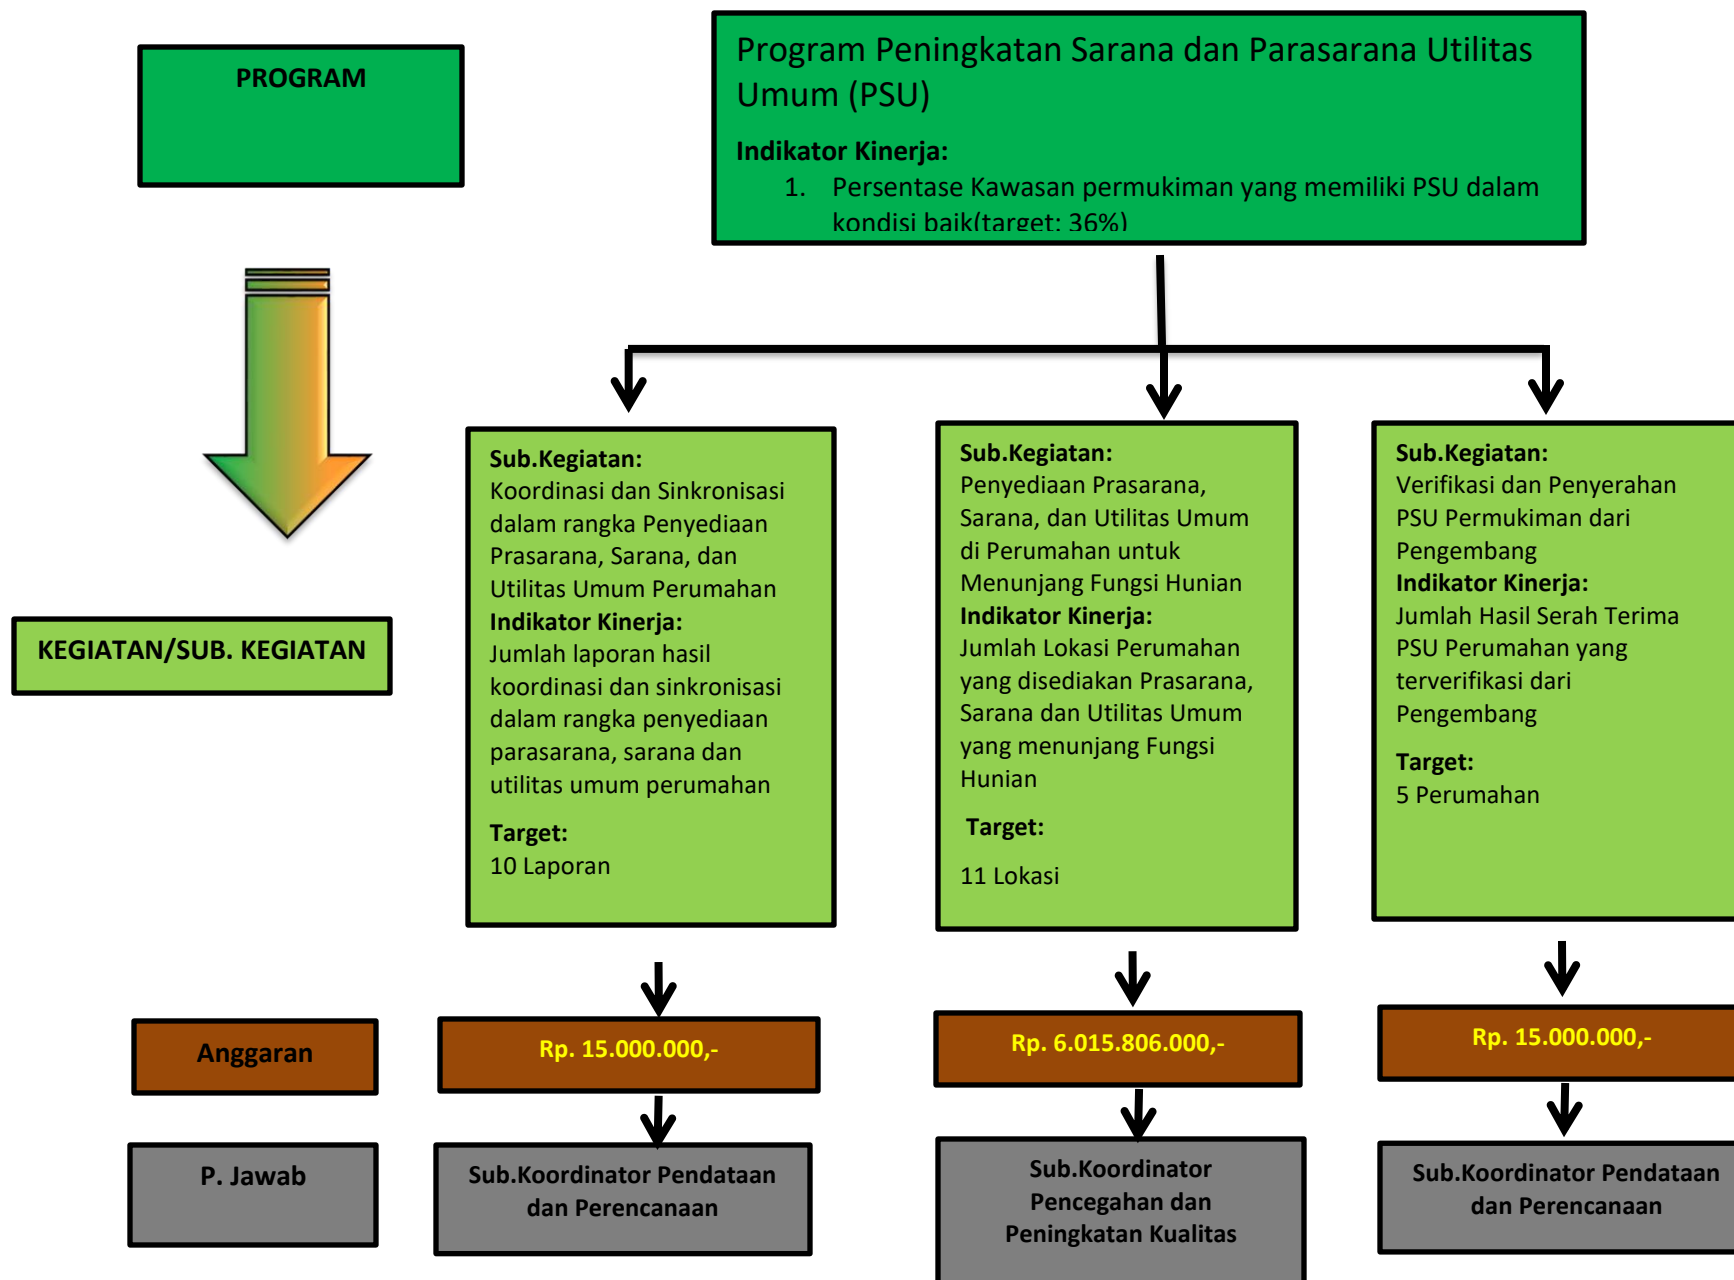 PROGRAM
Program Peningkatan Sarana dan Parasarana Utilitas
Umum (PSU)
Indikator Kinerja:
1. Persentase Kawasan permukiman yang memiliki PSU dalam
kondisi baik(target: 36%)
KEGIATAN/SUB. KEGIATAN
Sub.Kegiatan:
Koordinasi dan Sinkronisasi
dalam rangka Penyediaan
Prasarana, Sarana, dan
Utilitas Umum Perumahan
Indikator Kinerja:
Jumlah laporan hasil
koordinasi dan sinkronisasi
dalam rangka penyediaan
parasarana, sarana dan
utilitas umum perumahan
Target:
10 Laporan
Sub.Kegiatan:
Penyediaan Prasarana,
Sarana, dan Utilitas Umum
di Perumahan untuk
Menunjang Fungsi Hunian
Indikator Kinerja:
Jumlah Lokasi Perumahan
yang disediakan Prasarana,
Sarana dan Utilitas Umum
yang menunjang Fungsi
Hunian
Target:
11 Lokasi
Sub.Kegiatan:
Verifikasi dan Penyerahan
PSU Permukiman dari
Pengembang
Indikator Kinerja:
Jumlah Hasil Serah Terima
PSU Perumahan yang
terverifikasi dari
Pengembang
Target:
5 Perumahan
Anggaran
Rp. 15.000.000,-
Rp. 6.015.806.000,-
Rp. 15.000.000,-
P. Jawab
Sub.Koordinator Pendataan
dan Perencanaan
Sub.Koordinator
Pencegahan dan
Peningkatan Kualitas
Sub.Koordinator Pendataan
dan Perencanaan